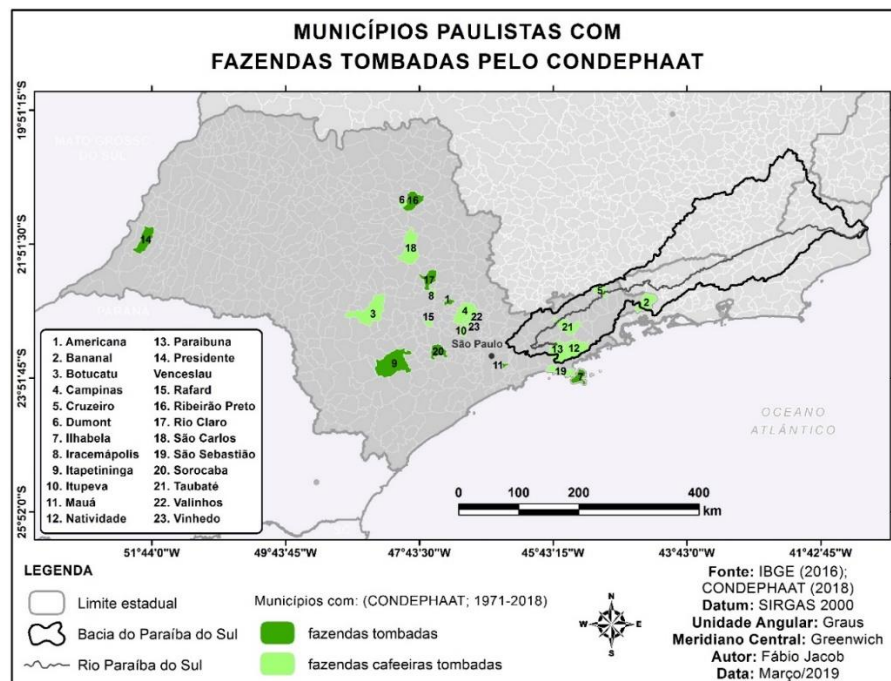 MUNICÍPIOS PAULISTAS COM
FAZENDAS TOMBADAS PELO CONDEPHAAT
19°51'15"S
21°51'30"S
23°51'45"S
25°52'0"S
MATO GROSSO
DO SUL
PARANÁ
São Paulo
OCEANO
ATLÂNTICO
6
16
14
18
17
8
1
3
15
4
22
10
23
9
20
11
5
2
21
13
12
19
7
1. Americana
2. Bananal
3. Botucatu
4. Campinas
5. Cruzeiro
6. Dumont
7. Ilhabela
8. Iracemápolis
9. Itapetininga
10. Itupeva
11. Mauá
12. Natividade
13. Paraibuna
14. Presidente
Venceslau
15. Rafard
16. Ribeirão Preto
17. Rio Claro
18. São Carlos
19. São Sebastião
20. Sorocaba
21. Taubaté
22. Valinhos
23. Vinhedo
0 100 200 400
km
51°44'0"W 49°43'45"W 47°43'30"W 45°43'15"W 43°43'0"W 41°42'45"W
LEGENDA
Limite estadual
Bacia do Paraíba do Sul
Rio Paraíba do Sul
Municípios com: (CONDEPHAAT; 1971-2018)
fazendas tombadas
fazendas cafeeiras tombadas
N
W E
S
Fonte: IBGE (2016);
CONDEPHAAT (2018)
Datum: SIRGAS 2000
Unidade Angular: Graus
Meridiano Central: Greenwich
Autor: Fábio Jacob
Data: Março/2019